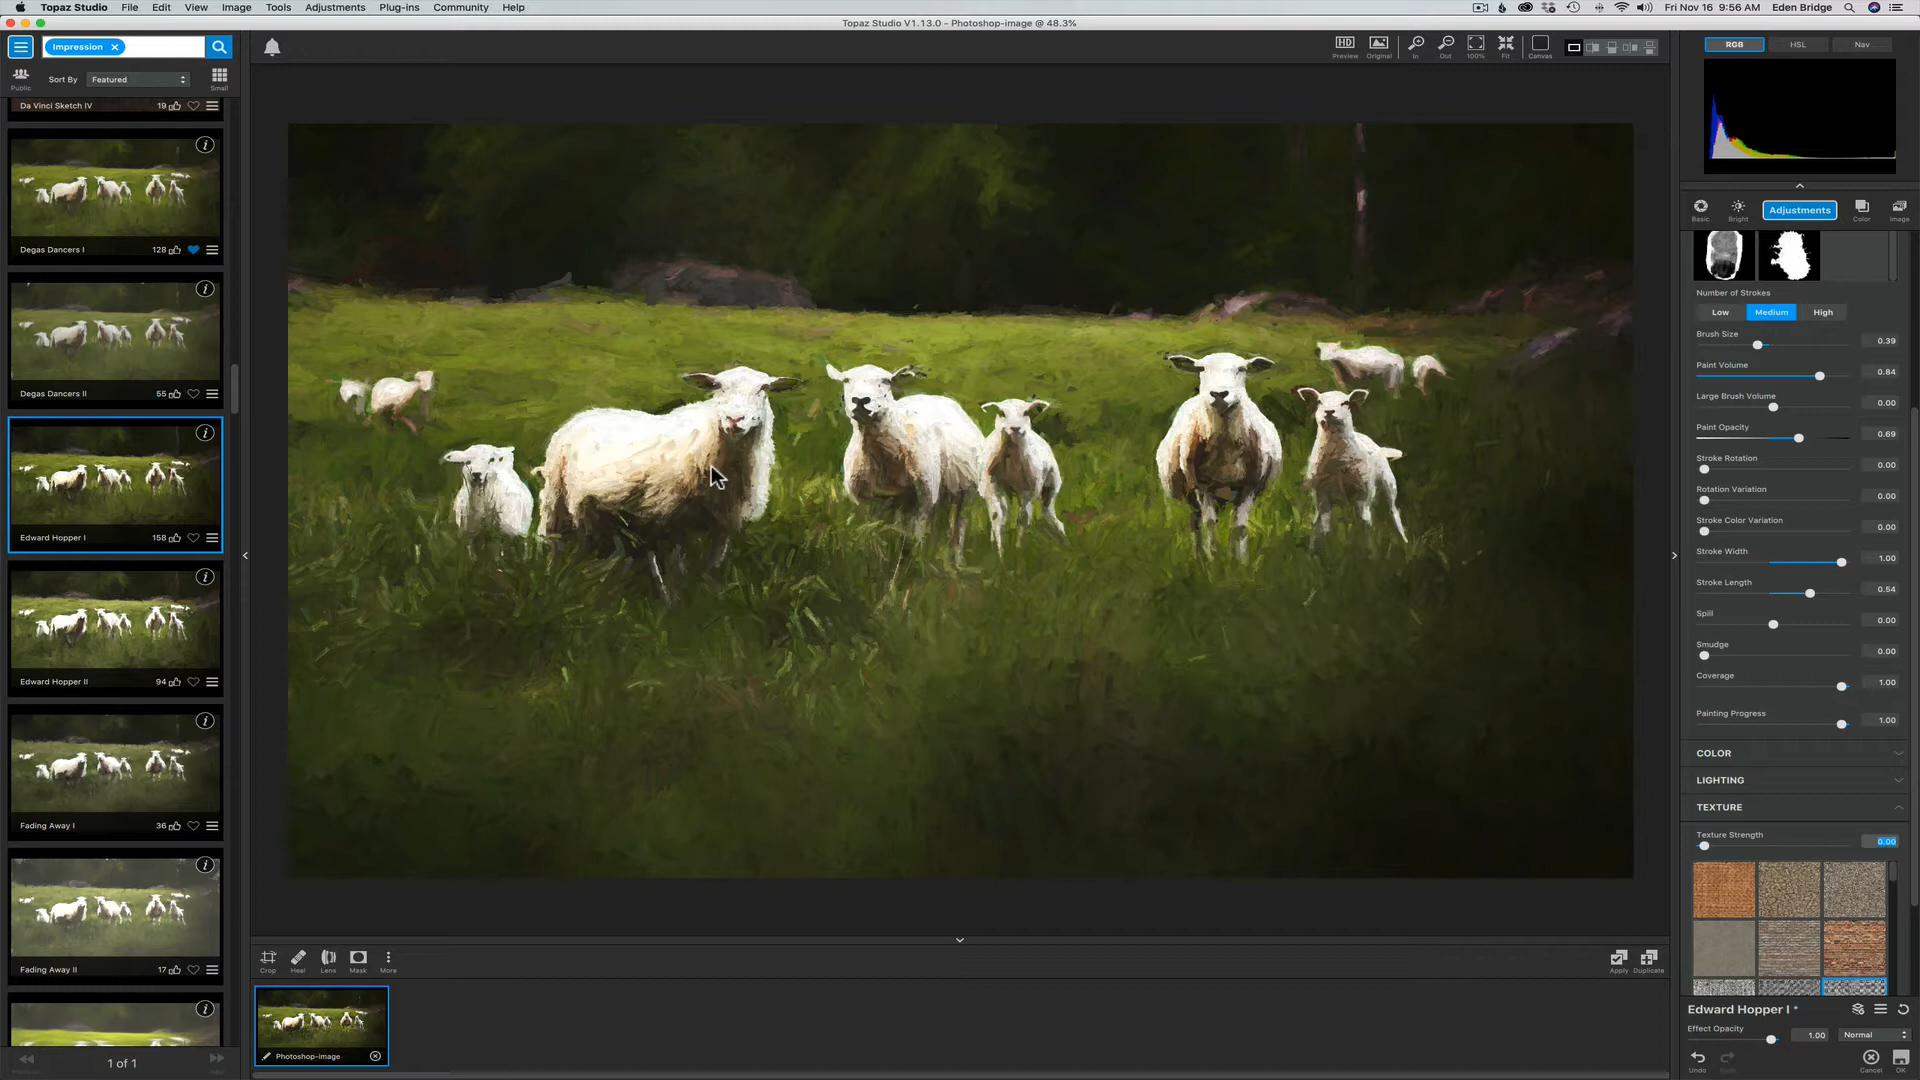 Topaz Studio File Edit View Image Tools Adjustments Plug-ins Community Help Fri Nov 16 9:56 AM Eden Bridge
Topaz Studio V1.13.0 - Photoshop-image @ 48.3%
Impression
Public Sort By Featured Small
Da Vinci Sketch IV 19
Degas Dancers I 128
Degas Dancers II 55
Edward Hopper I 158
Edward Hopper II 94
Fading Away I 36
Fading Away II 17
1 of 1
HD
Preview Original In Out 100% Fit Canvas
Crop Heal Lens Mask More
Apply Duplicate
Photoshop-image
RGB HSL Nav
Basic Bright Adjustments Color Image
Number of Strokes
Low Medium High
Brush Size 0.39
Paint Volume 0.84
Large Brush Volume 0.00
Paint Opacity 0.69
Stroke Rotation 0.00
Rotation Variation 0.00
Stroke Color Variation 0.00
Stroke Width 1.00
Stroke Length 0.54
Spill 0.00
Smudge 0.00
Coverage 1.00
Painting Progress 1.00
COLOR
LIGHTING
TEXTURE
Texture Strength 0.00
Edward Hopper I *
Effect Opacity 1.00 Normal
Undo Cancel OK